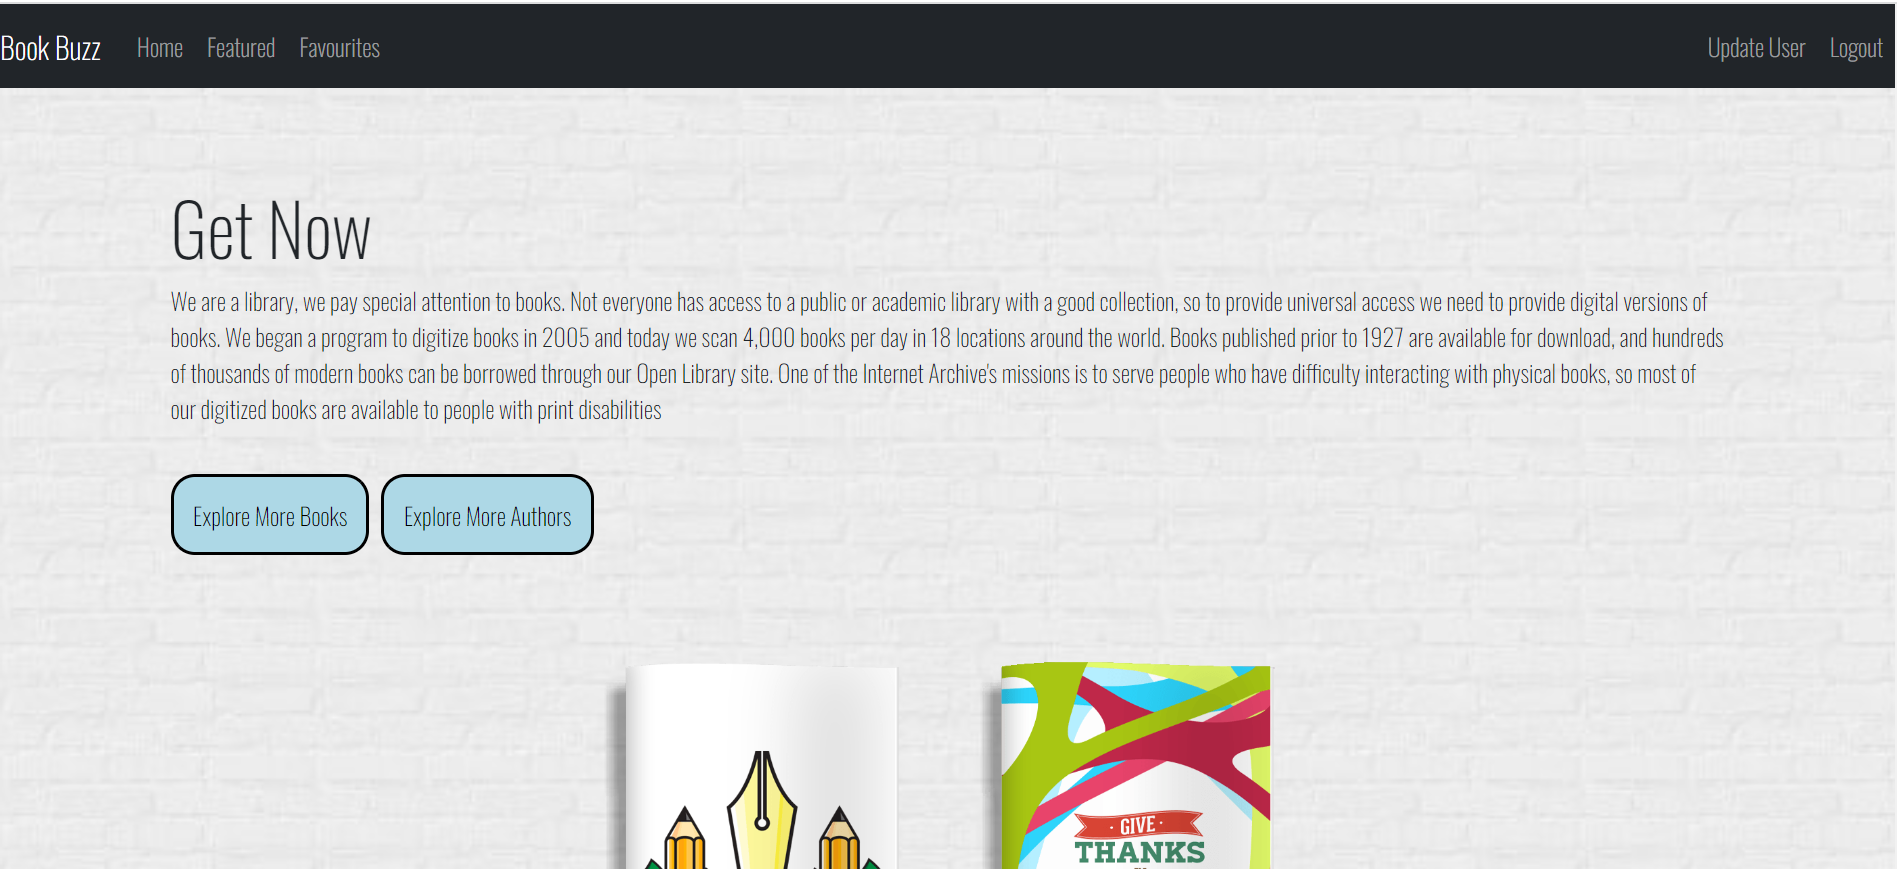 Book Buzz Home Featured Favourites Update User Logout
Get Now
We are a library, we pay special attention to books. Not everyone has access to a public or academic library with a good collection, so to provide universal access we need to provide digital versions of
books. We began a program to digitize books in 2005 and today we scan 4,000 books per day in 18 locations around the world. Books published prior to 1927 are available for download, and hundreds
of thousands of modern books can be borrowed through our Open Library site. One of the Internet Archive's missions is to serve people who have difficulty interacting with physical books, so most of
our digitized books are available to people with print disabilities
Explore More Books Explore More Authors
· GIVE ·
THANKS